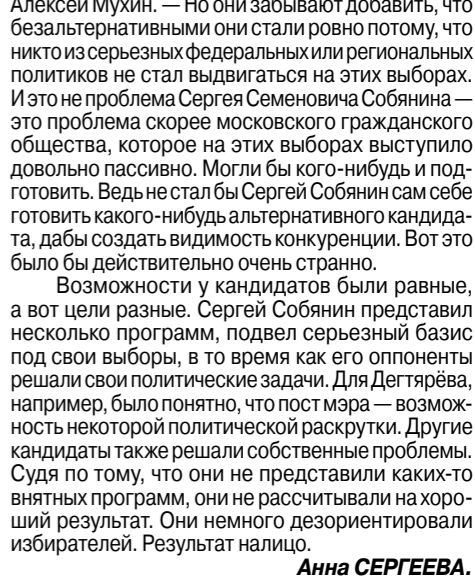 Алексей Мухин. — Но они забывают добавить, что
безальтернативными они стали ровно потому, что
никто из серьезных федеральных или региональных
политиков не стал выдвигаться на этих выборах.
И это не проблема Сергея Семеновича Собянина —
это проблема скорее московского гражданского
общества, которое на этих выборах выступило
довольно пассивно. Могли бы кого-нибудь и под-
готовить. Ведь не стал бы Сергей Собянин сам себе
готовить какого-нибудь альтернативного кандида-
та, дабы создать видимость конкуренции. Вот это
было бы действительно очень странно.
Возможности у кандидатов были равные,
а вот цели разные. Сергей Собянин представил
несколько программ, подвел серьезный базис
под свои выборы, в то время как его оппоненты
решали свои политические задачи. Для Дегтярёва,
например, было понятно, что пост мэра — возмож-
ность некоторой политической раскрутки. Другие
кандидаты также решали собственные проблемы.
Судя по тому, что они не представили каких-то
внятных программ, они не рассчитывали на хоро-
ший результат. Они немного дезориентировали
избирателей. Результат налицо.
Анна СЕРГЕЕВА.